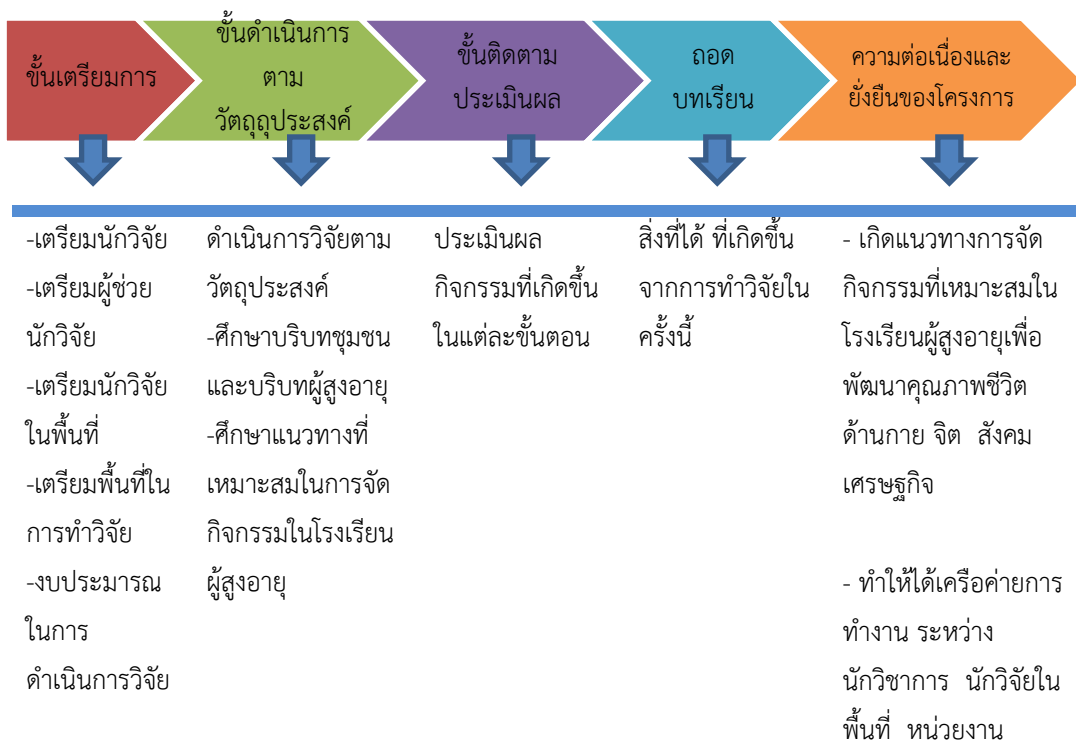 ขั้นเตรียมการ
ขั้นดำเนินการ
ตาม
วัตถุถุประสงค์
ขั้นติดตาม
ประเมินผล
ถอด
บทเรียน
ความต่อเนื่องและ
ยั่งยืนของโครงการ
-เตรียมนักวิจัย
-เตรียมผู้ช่วย
นักวิจัย
-เตรียมนักวิจัย
ในพื้นที่
-เตรียมพื้นที่ใน
การทำวิจัย
-งบประมารณ
ในการ
ดำเนินการวิจัย
ดำเนินการวิจัยตาม
วัตถุประสงค์
-ศึกษาบริบทชุมชน
และบริบทผู้สูงอายุ
-ศึกษาแนวทางที่
เหมาะสมในการจัด
กิจกรรมในโรงเรียน
ผู้สูงอายุ
ประเมินผล
กิจกรรมที่เกิดขึ้น
ในแต่ละขั้นตอน
สิ่งที่ได้ ที่เกิดขึ้น
จากการทำวิจัยใน
ครั้งนี้
- เกิดแนวทางการจัด
กิจกรรมที่เหมาะสมใน
โรงเรียนผู้สูงอายุเพื่อ
พัฒนาคุณภาพชีวิต
ด้านกาย จิต สังคม
เศรษฐกิจ
- ทำให้ได้เครือค่ายการ
ทำงาน ระหว่าง
นักวิชาการ นักวิจัยใน
พื้นที่ หน่วยงาน